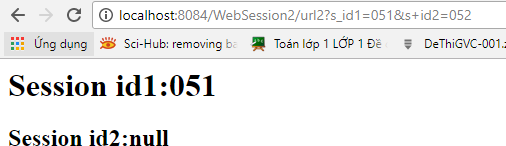 localhost:8084/WebSession2/url2?s_id1=051&s+id2=052
Ứng dụng Sci-Hub: removing ba Toán lớp 1 LỚP 1 Đề DeThiGVC-001.z
Session id1:051
Session id2:null